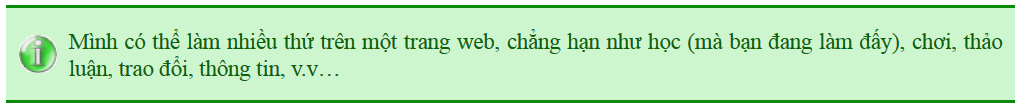 Mình có thể làm nhiều thứ trên một trang web, chẳng hạn như học (mà bạn đang làm đấy), chơi, thảo
luận, trao đổi, thông tin, v.v…